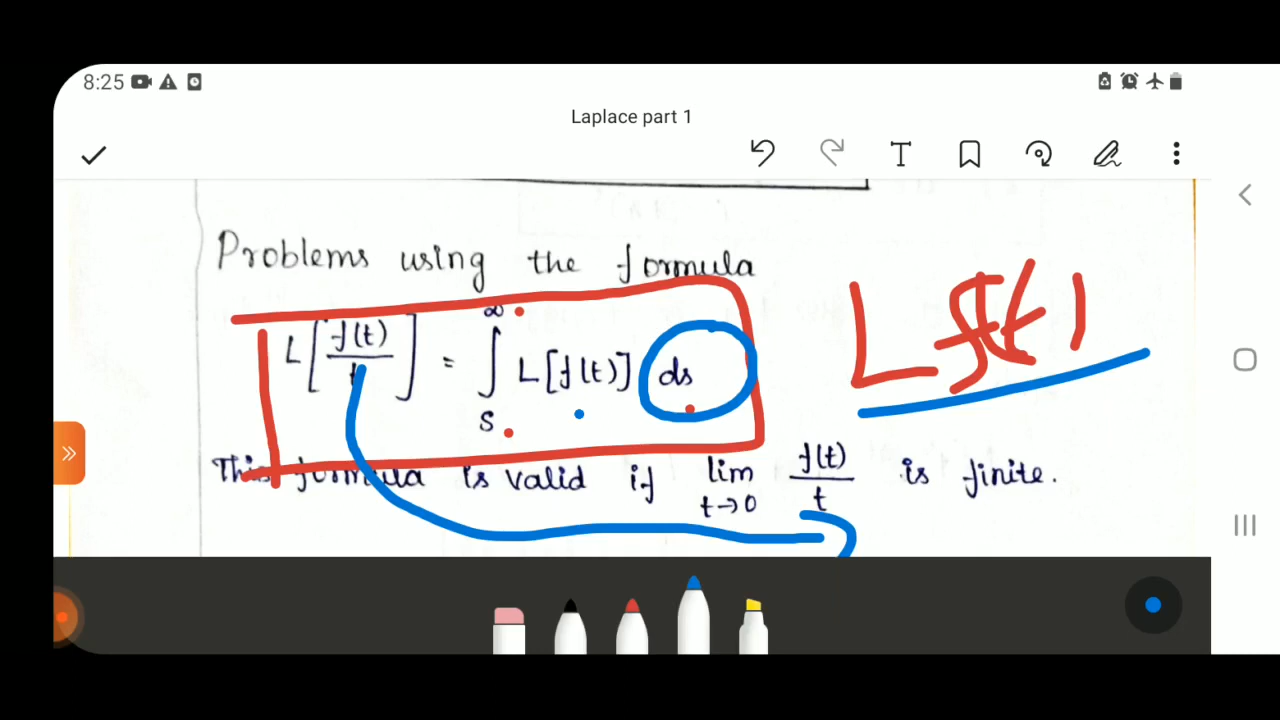 8:25
Laplace part 1
T
Problems using the formula
L[f(t)/t] = ∫_S^∞ L[f(t)] ds
L f(t)
This formula is valid if lim_{t→0} f(t)/t is finite.